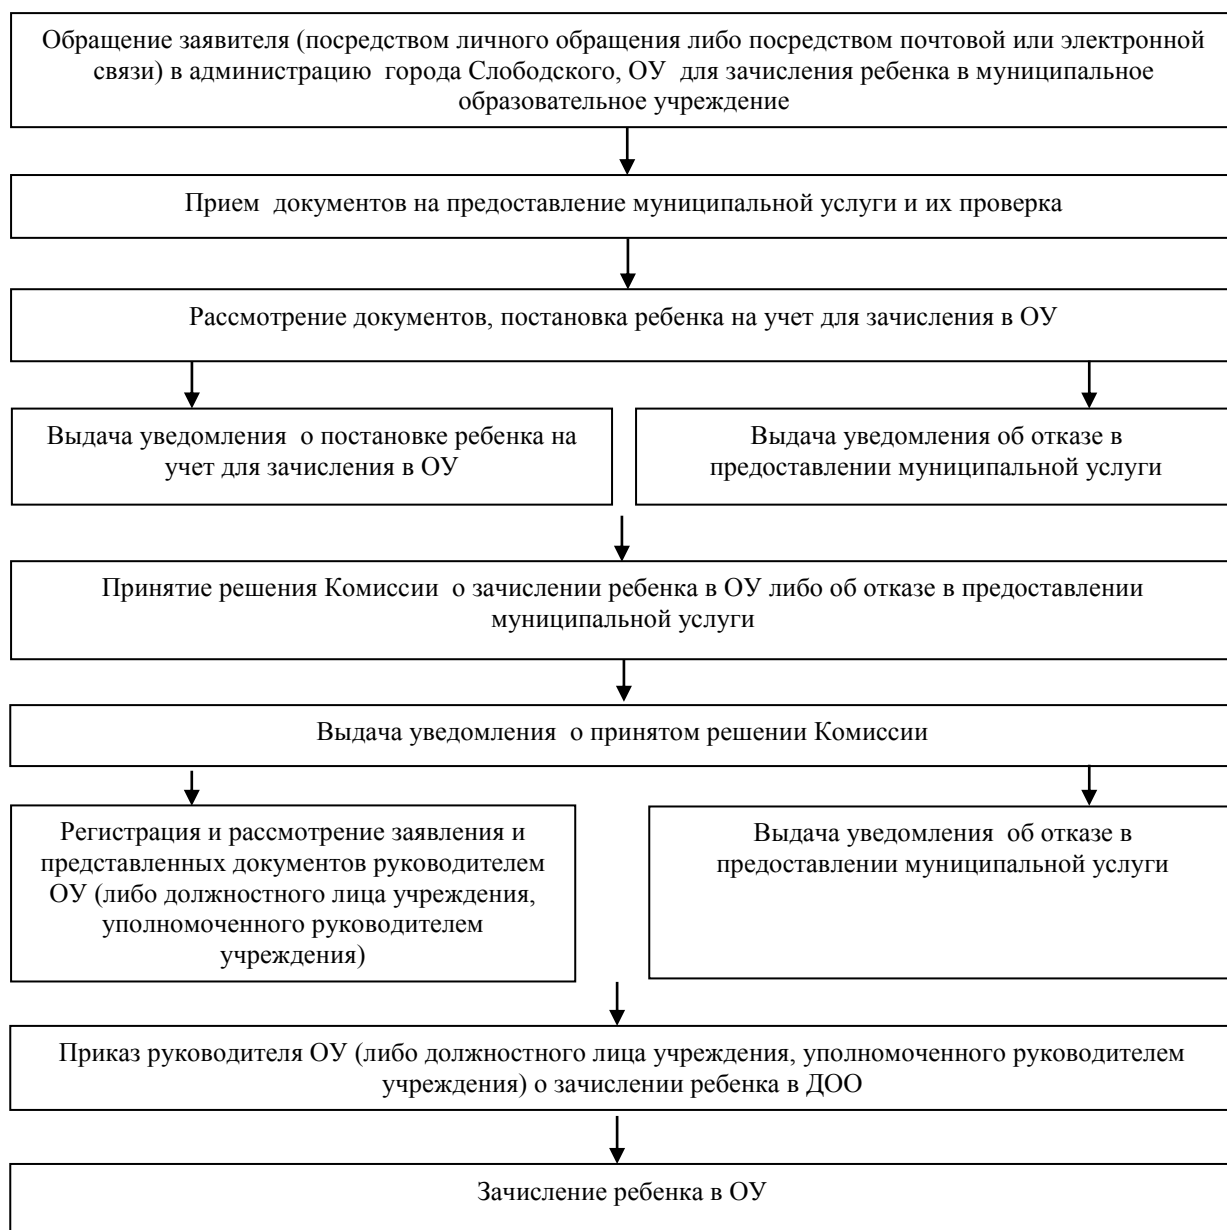 Обращение заявителя (посредством личного обращения либо посредством почтовой или электронной
связи) в администрацию города Слободского, ОУ для зачисления ребенка в муниципальное
образовательное учреждение
Прием документов на предоставление муниципальной услуги и их проверка
Рассмотрение документов, постановка ребенка на учет для зачисления в ОУ
Выдача уведомления о постановке ребенка на
учет для зачисления в ОУ
Выдача уведомления об отказе в
предоставлении муниципальной услуги
Принятие решения Комиссии о зачислении ребенка в ОУ либо об отказе в предоставлении
муниципальной услуги
Выдача уведомления о принятом решении Комиссии
Регистрация и рассмотрение заявления и
представленных документов руководителем
ОУ (либо должностного лица учреждения,
уполномоченного руководителем
учреждения)
Выдача уведомления об отказе в
предоставлении муниципальной услуги
Приказ руководителя ОУ (либо должностного лица учреждения, уполномоченного руководителем
учреждения) о зачислении ребенка в ДОО
Зачисление ребенка в ОУ